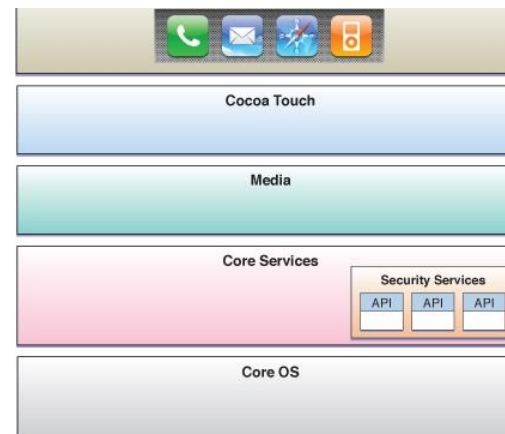 Cocoa Touch
Media
Core Services
Security Services
API API API
Core OS